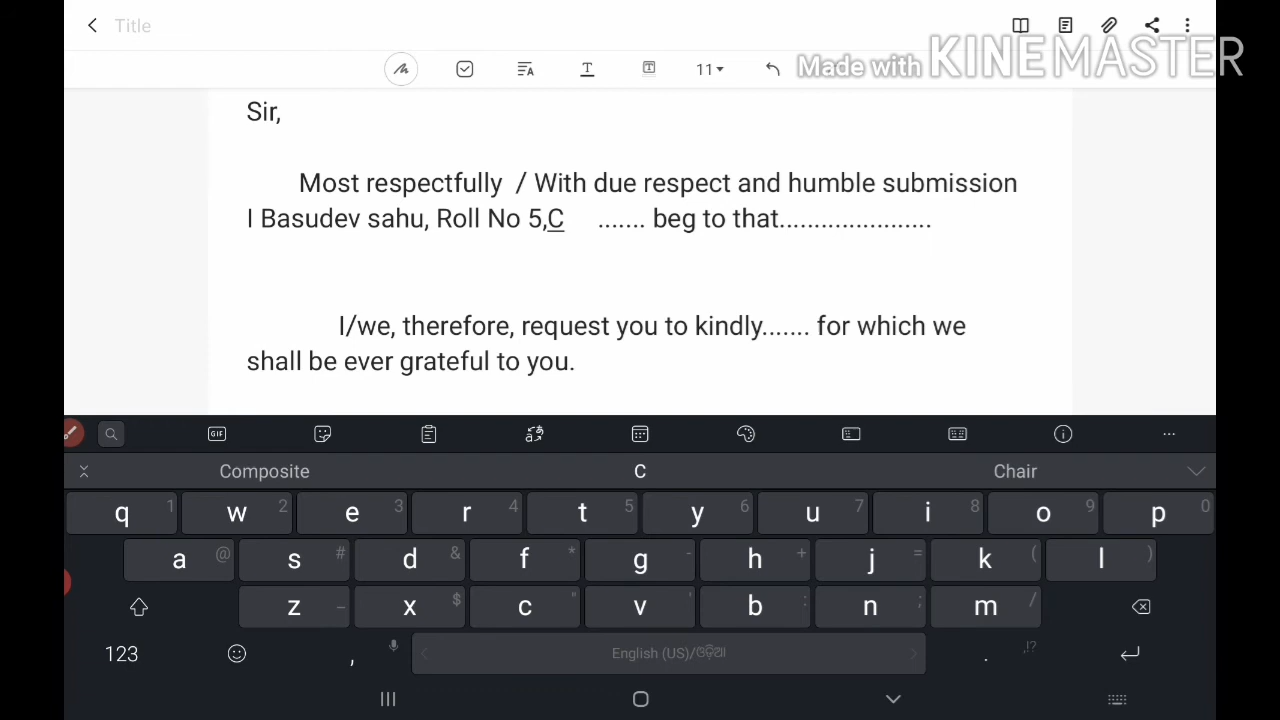 Title
Made with KINEMASTER
11
Sir,
Most respectfully / With due respect and humble submission
I Basudev sahu, Roll No 5,C ....... beg to that......................
I/we, therefore, request you to kindly....... for which we
shall be ever grateful to you.
GIF
Composite C Chair
q 1 w 2 e 3 r 4 t 5 y 6 u 7 i 8 o 9 p 0
a @ s # d & f * g - h + j = k ( l )
z _ x $ c " v ' b : n ; m /
123 , English (US)/ଓଡ଼ିଆ . ,!?